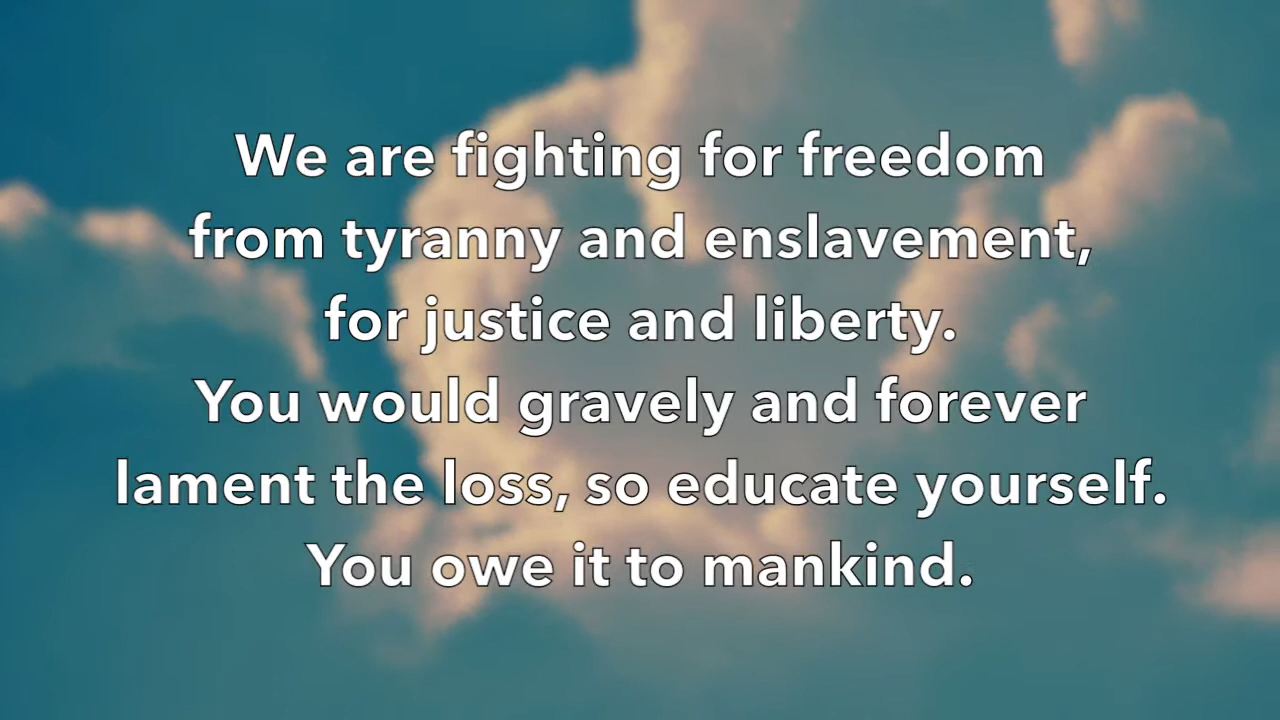 We are fighting for freedom
from tyranny and enslavement,
for justice and liberty.
You would gravely and forever
lament the loss, so educate yourself.
You owe it to mankind.